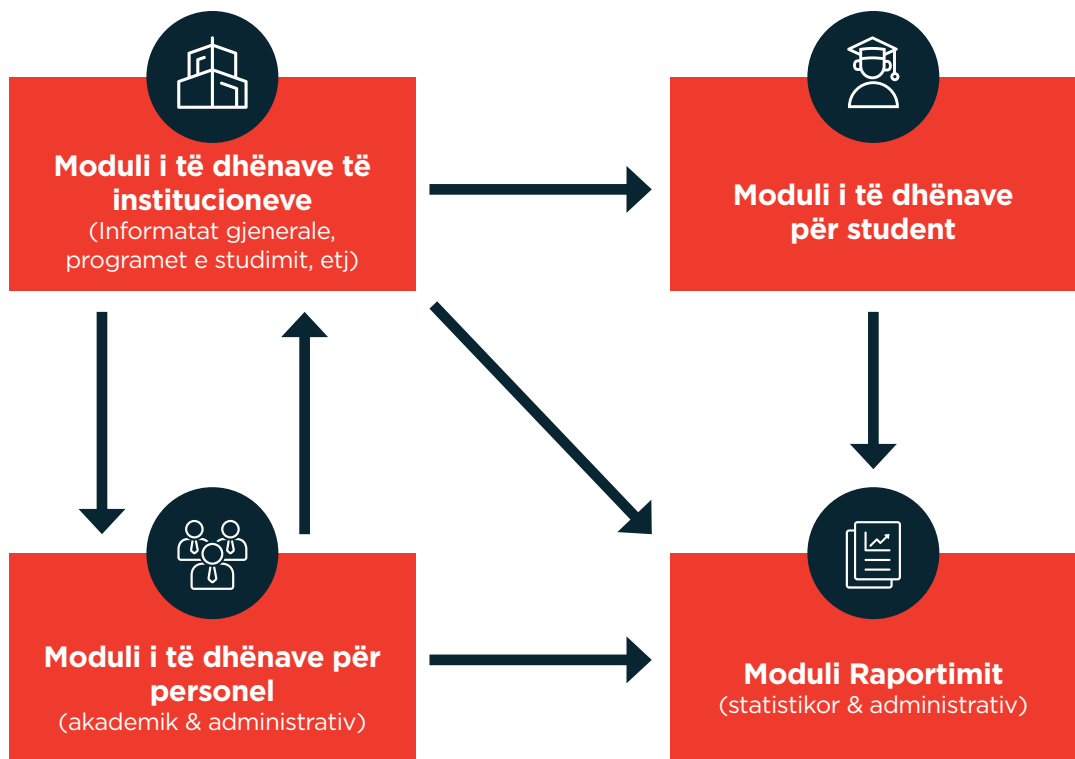 Moduli i të dhënave të
institucioneve
(Informatat gjenerale,
programet e studimit, etj)
Moduli i të dhënave
për student
Moduli i të dhënave për
personel
(akademik & administrativ)
Moduli Raportimit
(statistikor & administrativ)